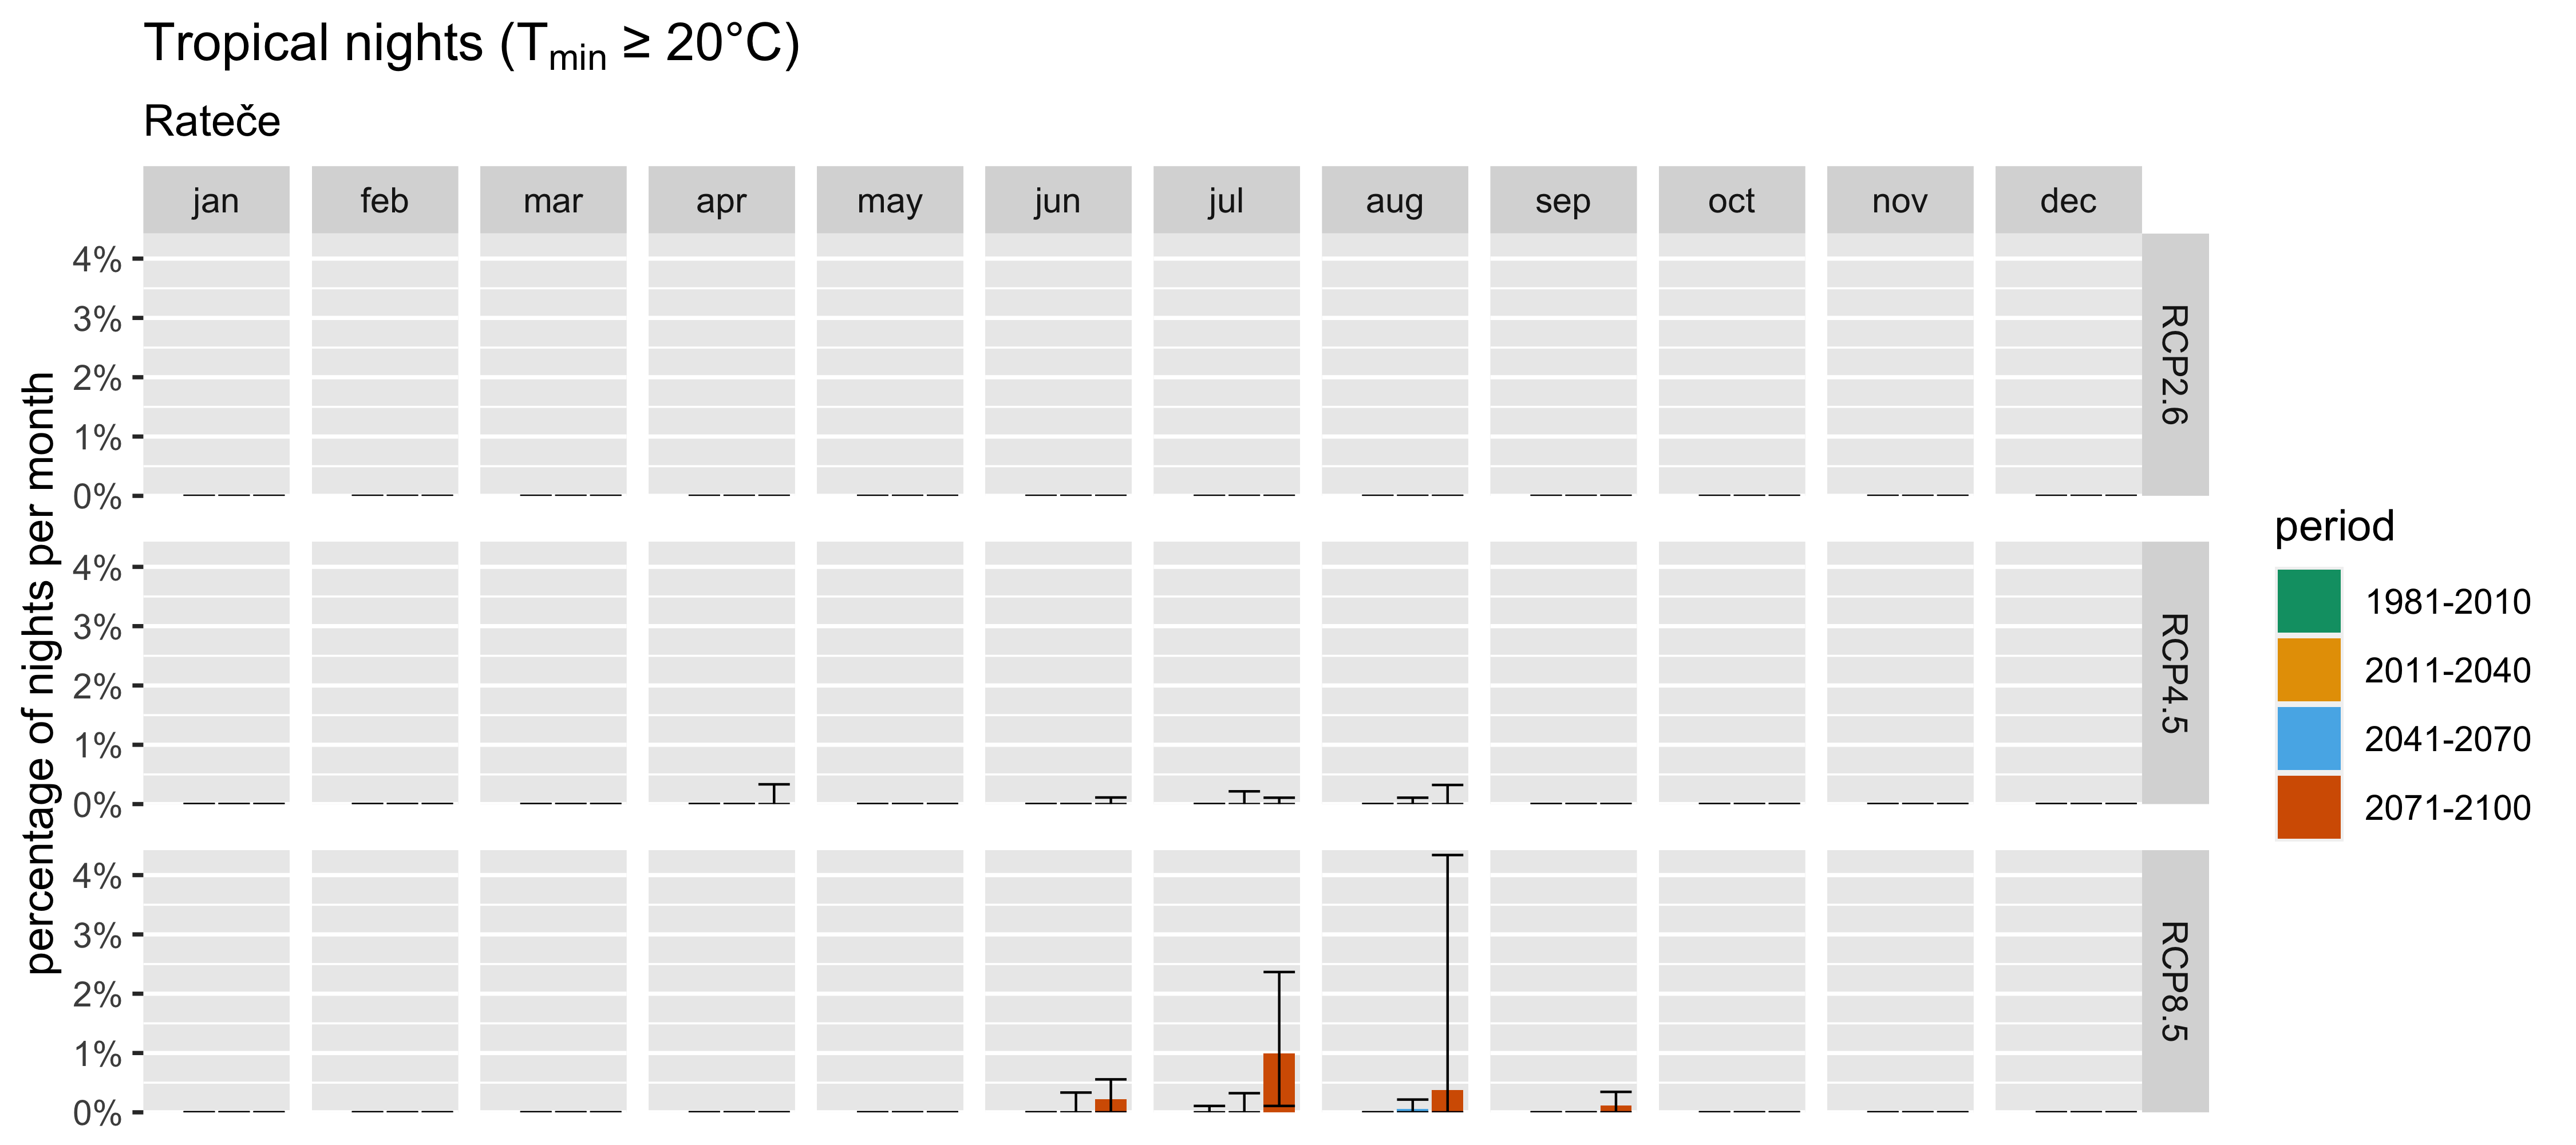 Tropical nights (Tmin ≥ 20°C)
Rateče
jan feb mar apr may jun jul aug sep oct nov dec
percentage of nights per month
4%
3%
2%
1%
0%
RCP2.6
4%
3%
2%
1%
0%
RCP4.5
4%
3%
2%
1%
0%
RCP8.5
period
1981-2010
2011-2040
2041-2070
2071-2100